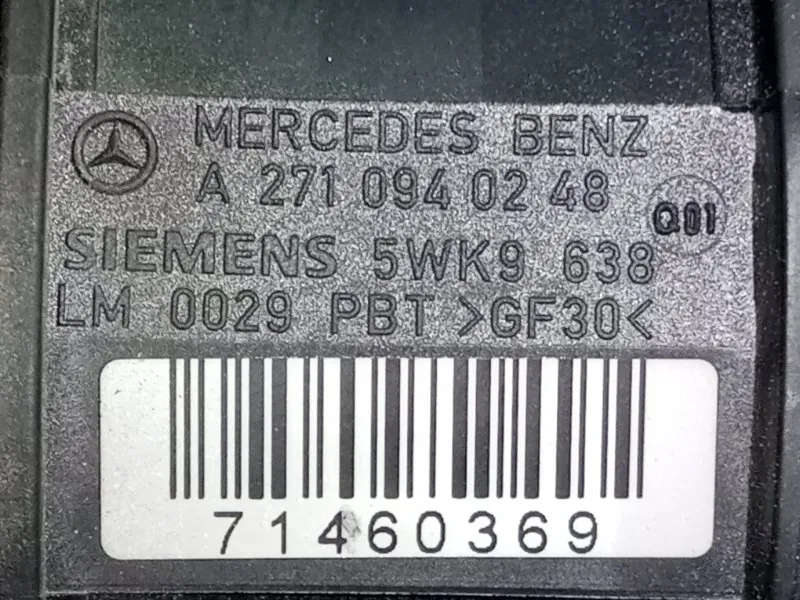 MERCEDES BENZ
A 271 094 02 48
Q01
SIEMENS 5WK9 638
LM 0029 PBT >GF30<
71460369